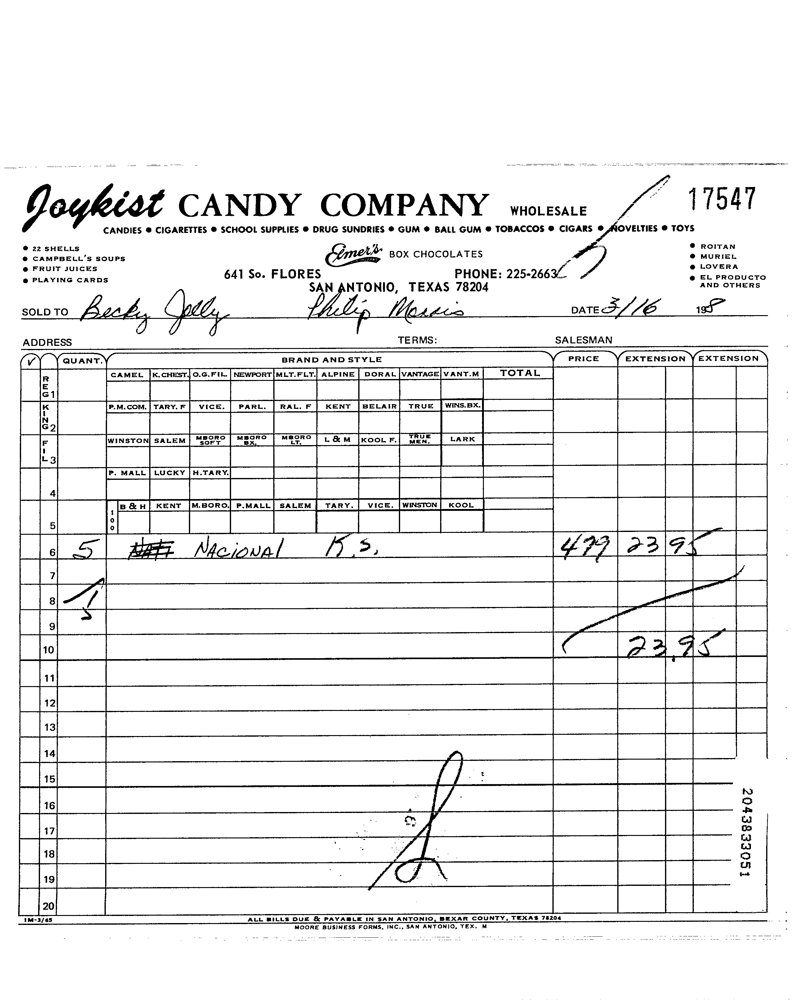 Joykist CANDY COMPANY WHOLESALE 17547
CANDIES • CIGARETTES • SCHOOL SUPPLIES • DRUG SUNDRIES • GUM • BALL GUM • TOBACCOS • CIGARS • NOVELTIES • TOYS
• 22 SHELLS
• CAMPBELL'S SOUPS
• FRUIT JUICES
• PLAYING CARDS
Elmer's BOX CHOCOLATES
641 So. FLORES PHONE: 225-2663
SAN ANTONIO, TEXAS 78204
• ROITAN
• MURIEL
• LOVERA
• EL PRODUCTO
AND OTHERS
SOLD TO Becky Jolly Philip Morris DATE 3/16 198
ADDRESS TERMS: SALESMAN
√ QUANT. BRAND AND STYLE PRICE EXTENSION EXTENSION
REG 1 CAMEL K.CHEST. O.G.FIL. NEWPORT MLT.FLT. ALPINE DORAL VANTAGE VANT.M TOTAL
KING 2 P.M.COM. TARY. F VICE. PARL. RAL. F KENT BELAIR TRUE WINS.BX.
FIL 3 WINSTON SALEM MBORO SOFT MBORO BX. MBORO LT. L & M KOOL F. TRUE MEN. LARK
4 P. MALL LUCKY H.TARY.
5 100 B & H KENT M.BORO. P.MALL SALEM TARY. VICE. WINSTON KOOL
6 5 NACIONAL K.S. 479 23 95
7
8
9
10 23.95
11
12
13
14
15
16
17
18
19
20
2043833051
1M-3/65 ALL BILLS DUE & PAYABLE IN SAN ANTONIO, BEXAR COUNTY, TEXAS 78204
MOORE BUSINESS FORMS, INC., SAN ANTONIO, TEX. M